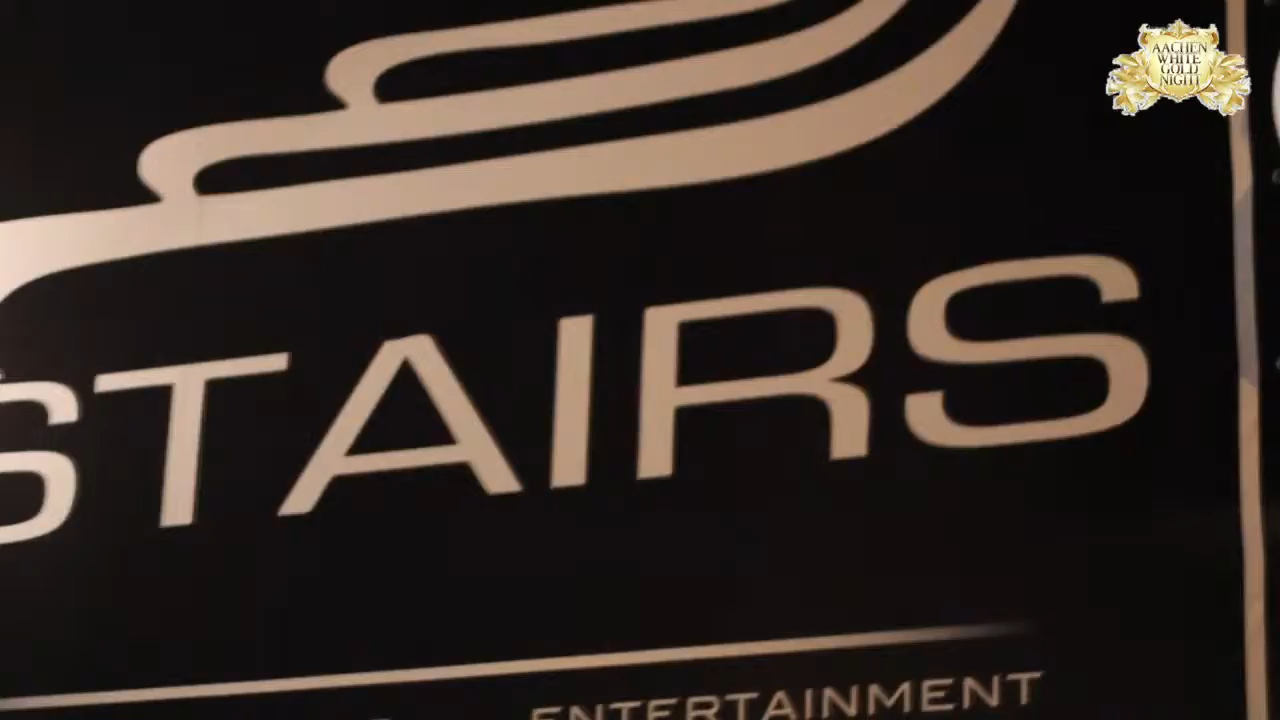 AACHEN
WHITE
GOLD
NIGHT
STAIRS
ENTERTAINMENT